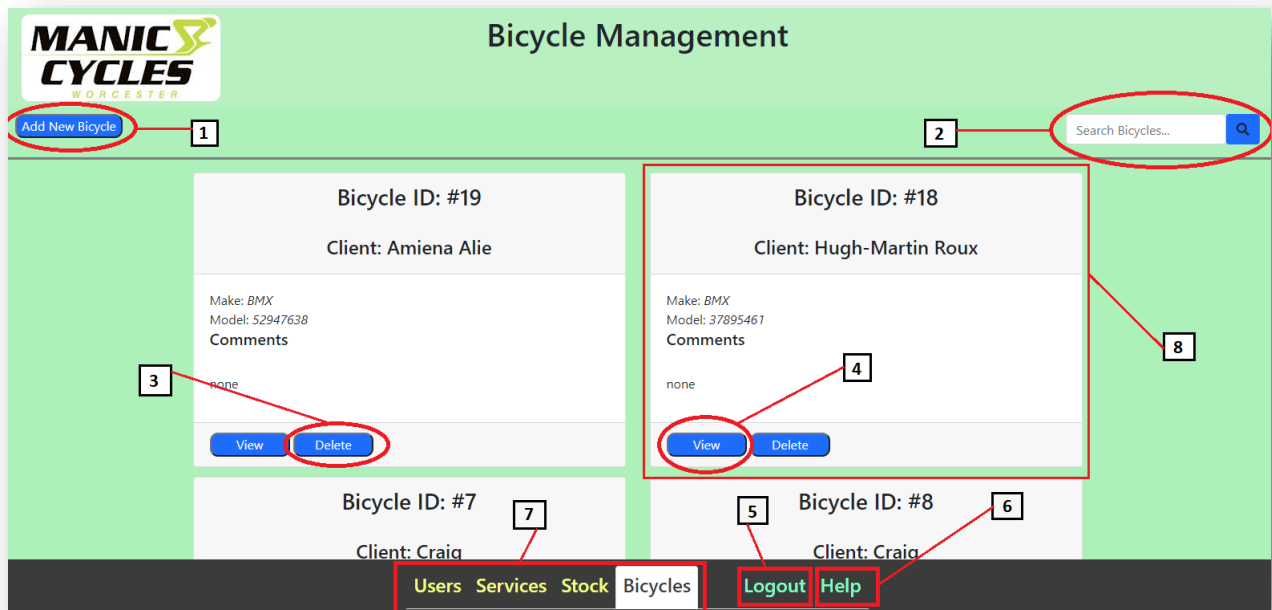 MANIC
CYCLES
WORCESTER
Bicycle Management
Add New Bicycle
1
2
Search Bicycles...
Bicycle ID: #19
Client: Amiena Alie
Make: BMX
Model: 52947638
Comments
none
View Delete
3
Bicycle ID: #18
Client: Hugh-Martin Roux
Make: BMX
Model: 37895461
Comments
none
View Delete
4
8
Bicycle ID: #7
Client: Craig
7
Bicycle ID: #8
Client: Craig
5
6
Users Services Stock Bicycles Logout Help